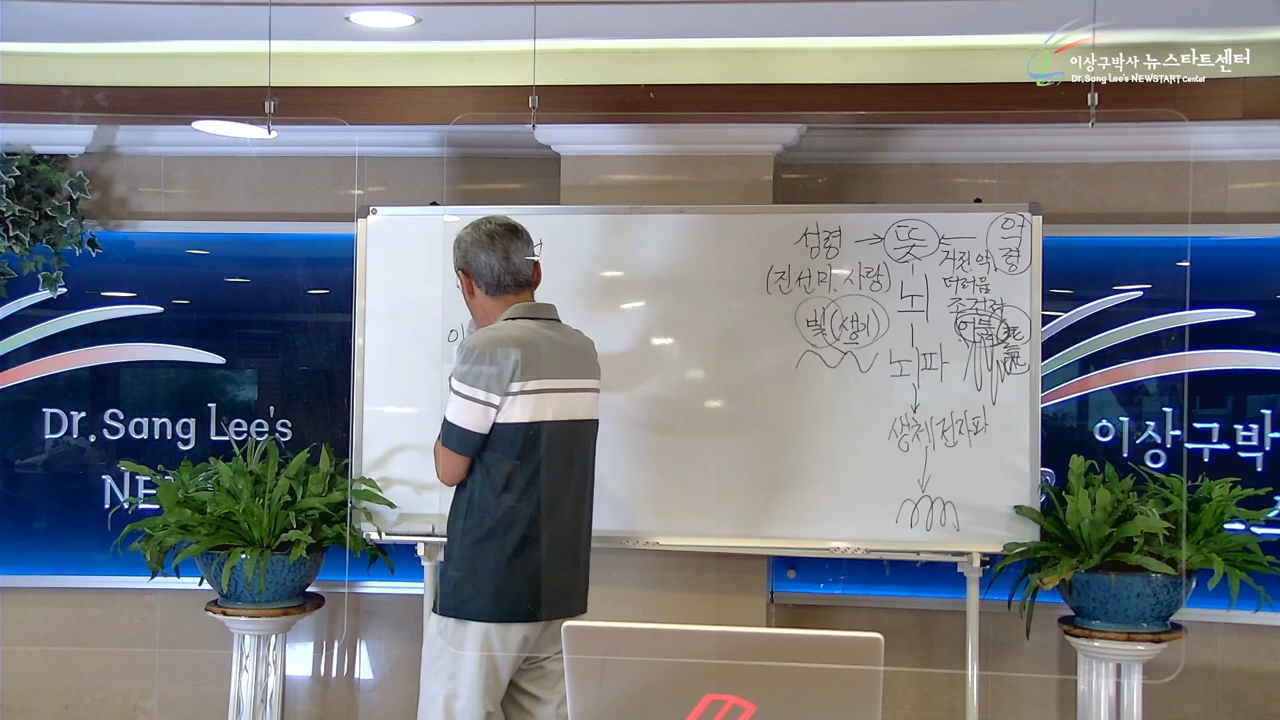 이상구박사 뉴스타트센터
Dr.Sang Lee's NEWSTART Center
성령 → 뜻 ← 악령
(진선미. 사랑)
거짓.악.
더러움
조건적
빛(생기)
어둠
뇌
뇌파
생체전자파
Dr.Sang Lee's
NE
이상구박